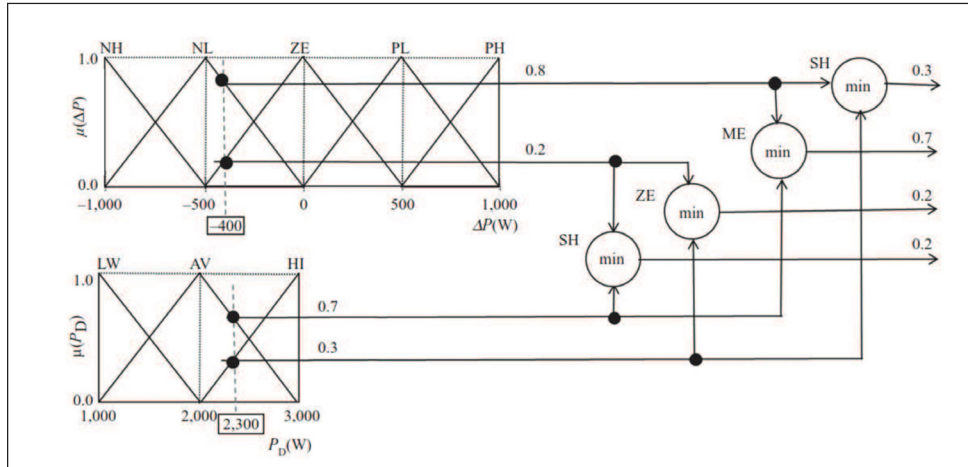 NH NL ZE PL PH
1.0
μ(ΔP)
0.0
–1,000 –500 0 500 1,000
–400
ΔP(W)
0.8
0.2
SH
min
0.3
ME
min
0.7
ZE
min
0.2
SH
min
0.2
LW AV HI
1.0
μ(PD)
0.0
1,000 2,000 3,000
2,300
PD(W)
0.7
0.3